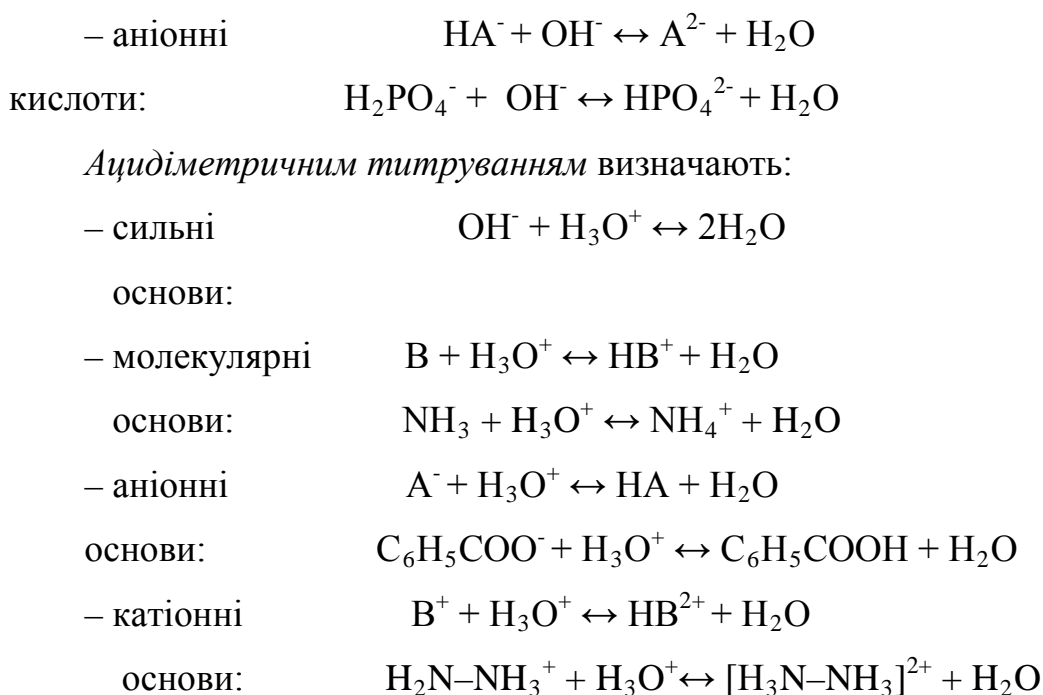 – аніонні HA⁻ + OH⁻ ↔ A²⁻ + H₂O
кислоти: H₂PO₄⁻ + OH⁻ ↔ HPO₄²⁻ + H₂O
Ацидіметричним титруванням визначають:
– сильні OH⁻ + H₃O⁺ ↔ 2H₂O
основи:
– молекулярні B + H₃O⁺ ↔ HB⁺ + H₂O
основи: NH₃ + H₃O⁺ ↔ NH₄⁺ + H₂O
– аніонні A⁻ + H₃O⁺ ↔ HA + H₂O
основи: C₆H₅COO⁻ + H₃O⁺ ↔ C₆H₅COOH + H₂O
– катіонні B⁺ + H₃O⁺ ↔ HB²⁺ + H₂O
основи: H₂N–NH₃⁺ + H₃O⁺ ↔ [H₃N–NH₃]²⁺ + H₂O